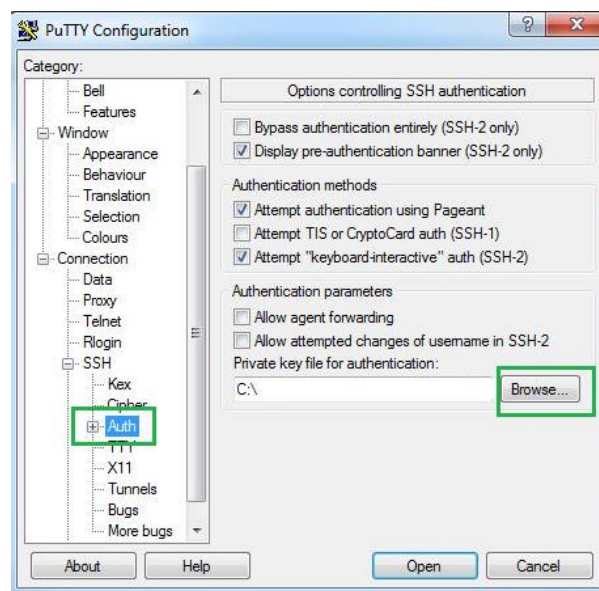 PuTTY Configuration
Category:
Bell
Features
Window
Appearance
Behaviour
Translation
Selection
Colours
Connection
Data
Proxy
Telnet
Rlogin
SSH
Kex
Cipher
Auth
TTY
X11
Tunnels
Bugs
More bugs
Options controlling SSH authentication
Bypass authentication entirely (SSH-2 only)
Display pre-authentication banner (SSH-2 only)
Authentication methods
Attempt authentication using Pageant
Attempt TIS or CryptoCard auth (SSH-1)
Attempt "keyboard-interactive" auth (SSH-2)
Authentication parameters
Allow agent forwarding
Allow attempted changes of username in SSH-2
Private key file for authentication:
C:\
Browse...
About
Help
Open
Cancel